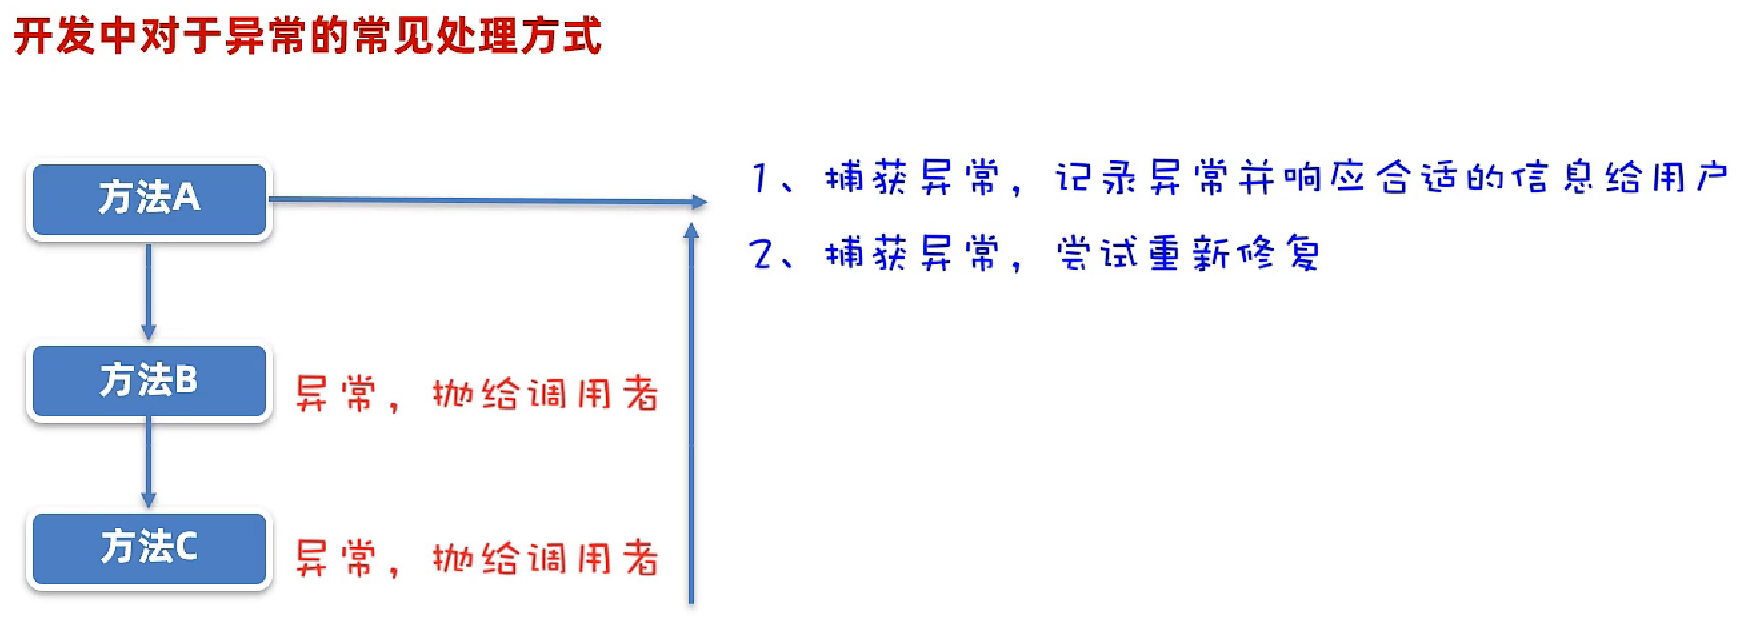 开发中对于异常的常见处理方式
方法A
1、捕获异常，记录异常并响应合适的信息给用户
2、捕获异常，尝试重新修复
方法B
异常，抛给调用者
方法C
异常，抛给调用者